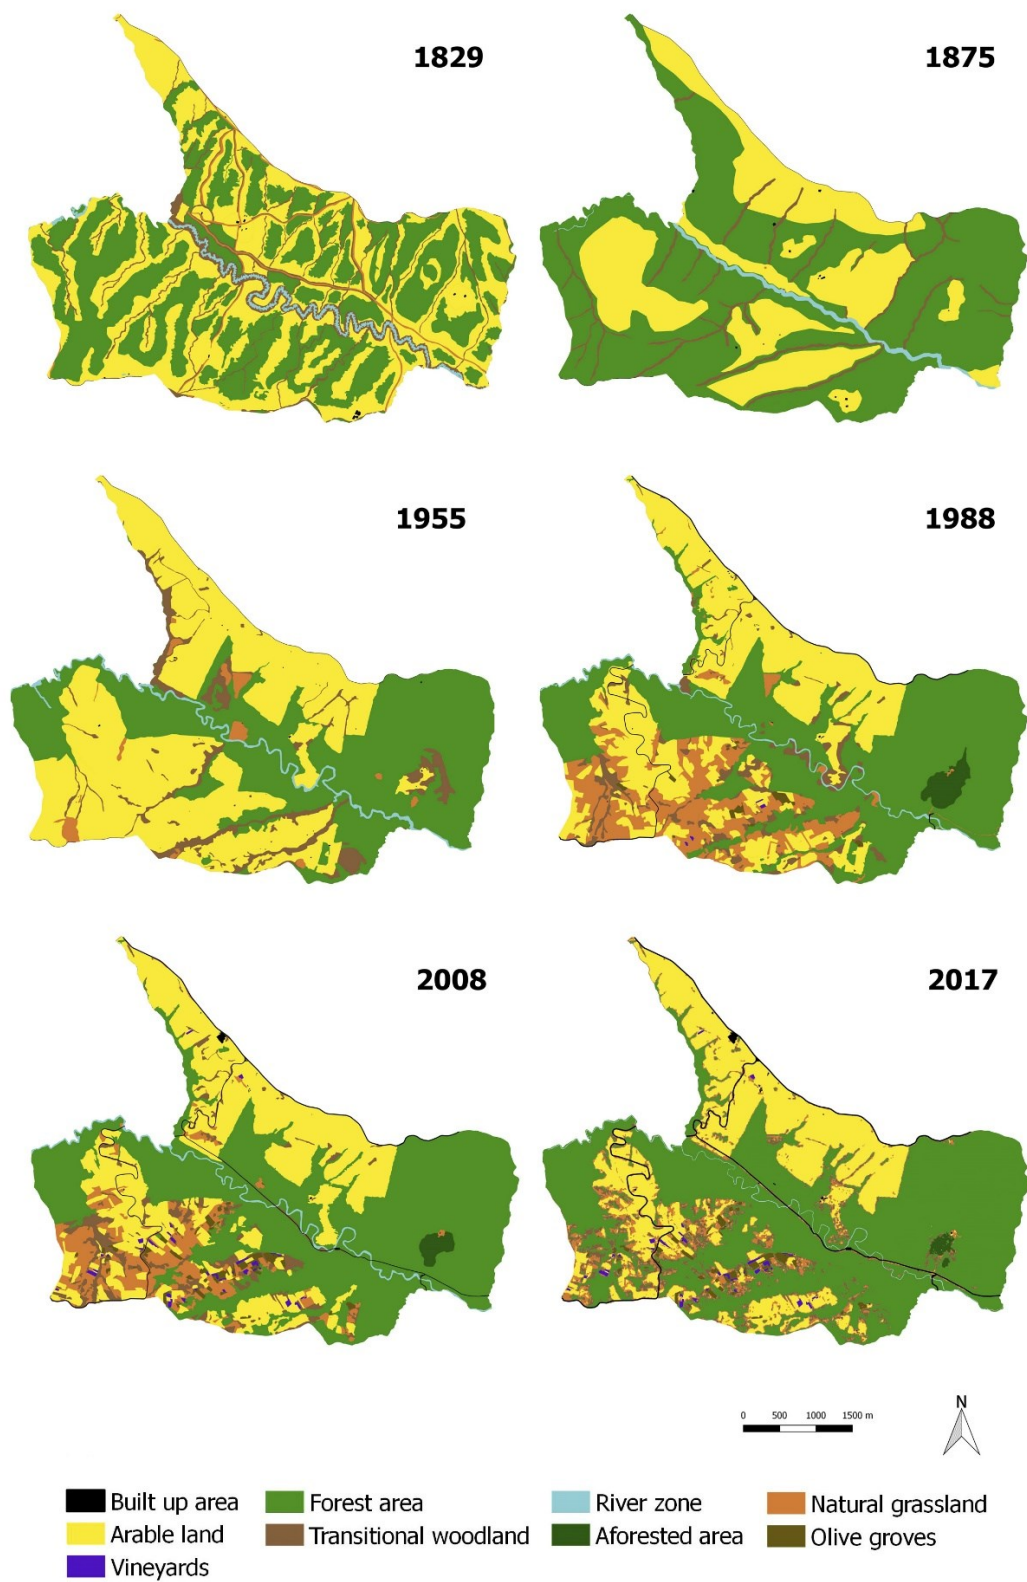 1829
1875
1955
1988
2008
2017
N
0 500 1000 1500 m
Built up area
Forest area
River zone
Natural grassland
Arable land
Transitional woodland
Aforested area
Olive groves
Vineyards